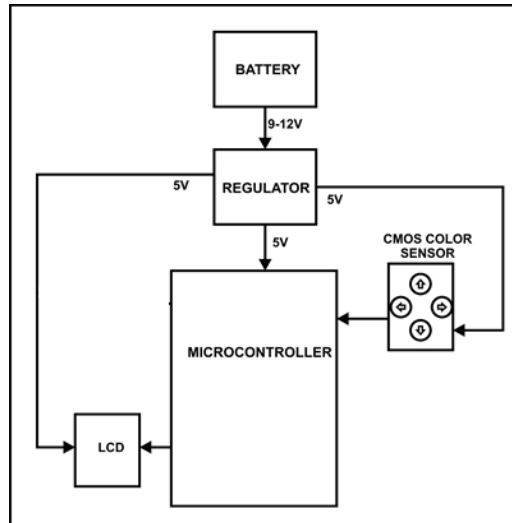 BATTERY
9-12V
5V
REGULATOR
5V
5V
CMOS COLOR
SENSOR
MICROCONTROLLER
LCD